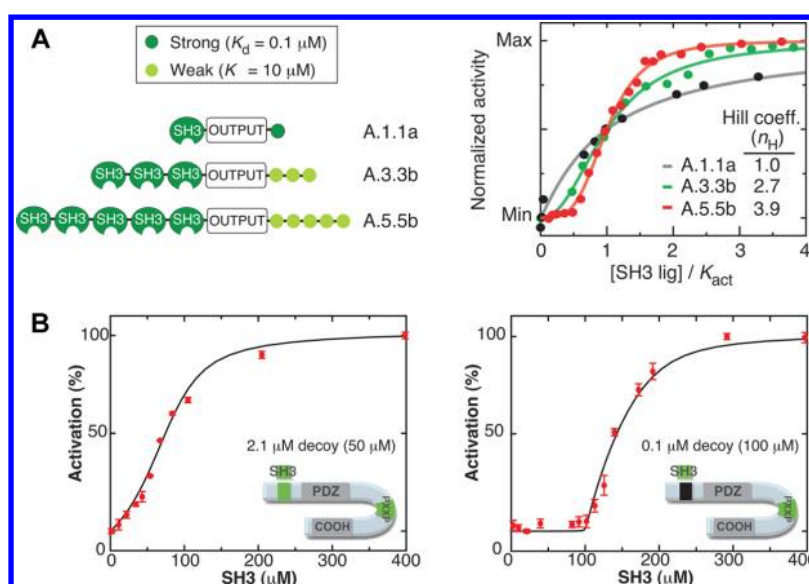 A
Strong (Kd = 0.1 μM)
Weak (K = 10 μM)
SH3 OUTPUT A.1.1a
SH3 SH3 SH3 OUTPUT A.3.3b
SH3 SH3 SH3 SH3 SH3 OUTPUT A.5.5b
Normalized activity
Max
Min
Hill coeff.
(nH)
A.1.1a 1.0
A.3.3b 2.7
A.5.5b 3.9
0 1 2 3 4
[SH3 lig] / Kact
B
Activation (%)
100
50
0
2.1 μM decoy (50 μM)
SH3
PDZ
PXXP
COOH
0 100 200 300 400
SH3 (μM)
Activation (%)
100
50
0
0.1 μM decoy (100 μM)
SH3
PDZ
PXXP
COOH
0 100 200 300 400
SH3 (μM)